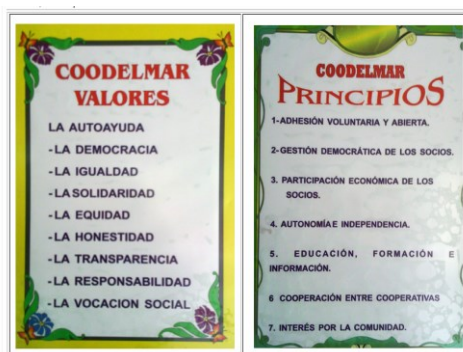 COODELMAR
VALORES
LA AUTOAYUDA
-LA DEMOCRACIA
-LA IGUALDAD
-LA SOLIDARIDAD
-LA EQUIDAD
-LA HONESTIDAD
-LA TRANSPARENCIA
-LA RESPONSABILIDAD
-LA VOCACION SOCIAL
COODELMAR
PRINCIPIOS
1-ADHESIÓN VOLUNTARIA Y ABIERTA.
2-GESTIÓN DEMOCRÁTICA DE LOS SOCIOS.
3. PARTICIPACIÓN ECONÓMICA DE LOS
SOCIOS.
4. AUTONOMÍA E INDEPENDENCIA.
5. EDUCACIÓN, FORMACIÓN E
INFORMACIÓN.
6 COOPERACIÓN ENTRE COOPERATIVAS
7. INTERÉS POR LA COMUNIDAD.